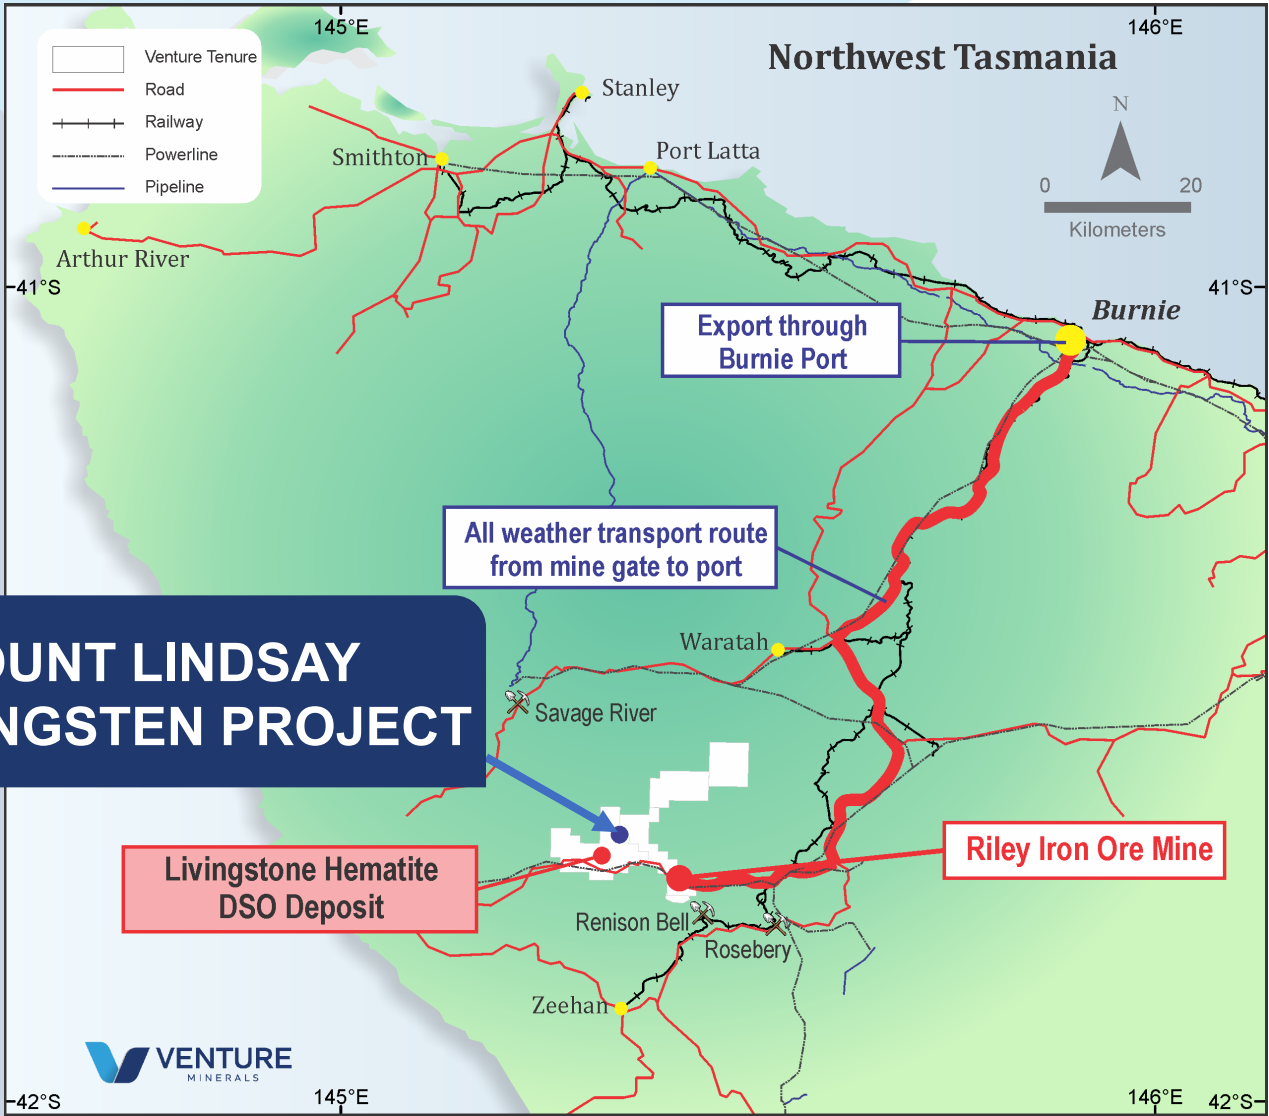 145°E
146°E
Northwest Tasmania
Venture Tenure
Road
Railway
Powerline
Pipeline
Stanley
Smithton
Port Latta
N
0
20
Kilometers
Arthur River
41°S
41°S
Burnie
Export through
Burnie Port
All weather transport route
from mine gate to port
Waratah
OUNT LINDSAY
NGSTEN PROJECT
Savage River
Riley Iron Ore Mine
Livingstone Hematite
DSO Deposit
Renison Bell
Rosebery
Zeehan
VENTURE
MINERALS
42°S
145°E
146°E
42°S